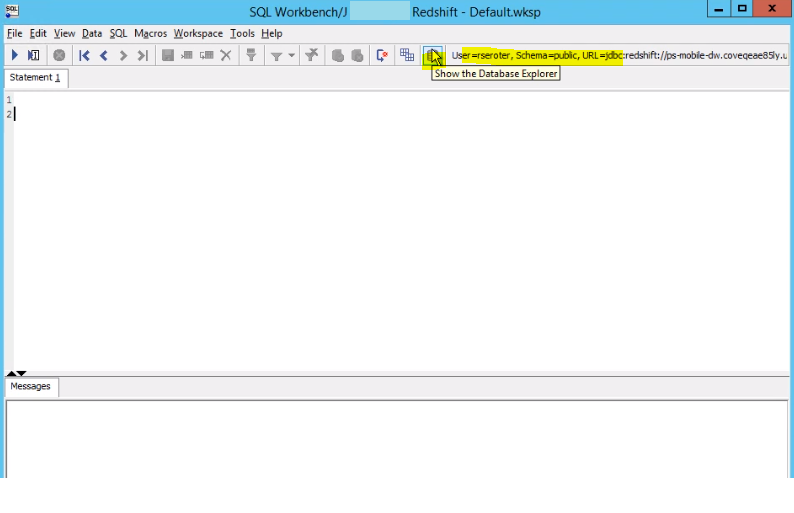 SQL
SQL Workbench/J Redshift - Default.wksp
File Edit View Data SQL Macros Workspace Tools Help
User=rseroter, Schema=public, URL=jdbc:redshift://ps-mobile-dw.coveqeae85ly.u
Show the Database Explorer
Statement 1
1
2
Messages